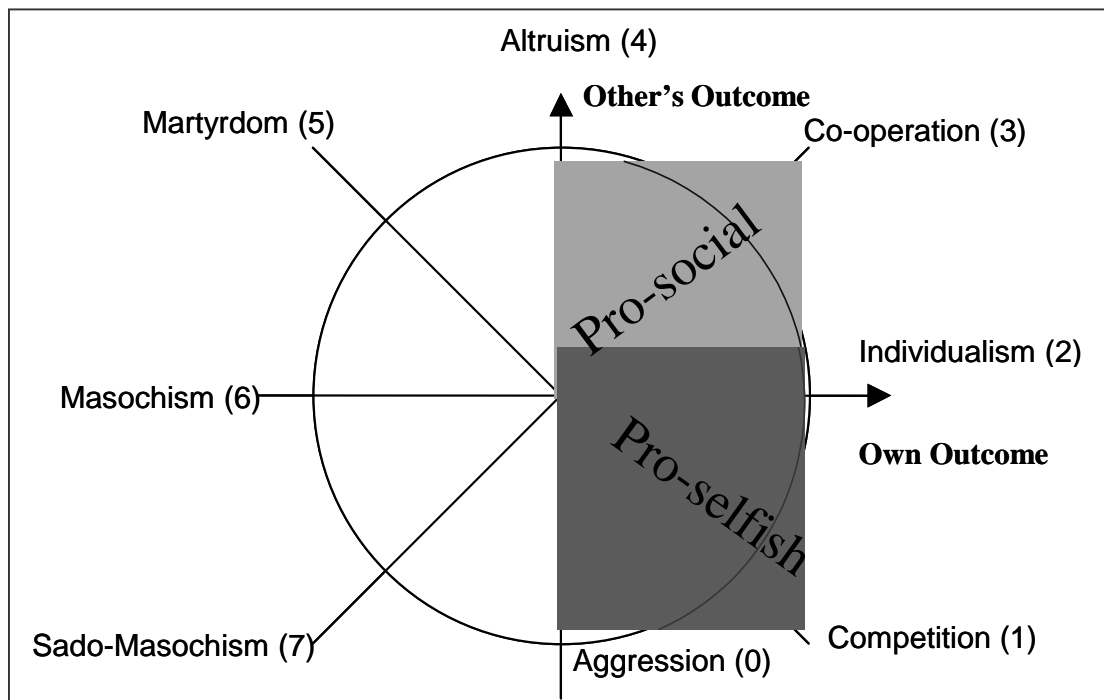 Altruism (4)
Other's Outcome
Martyrdom (5)
Co-operation (3)
Pro-social
Individualism (2)
Masochism (6)
Own Outcome
Pro-selfish
Sado-Masochism (7)
Competition (1)
Aggression (0)